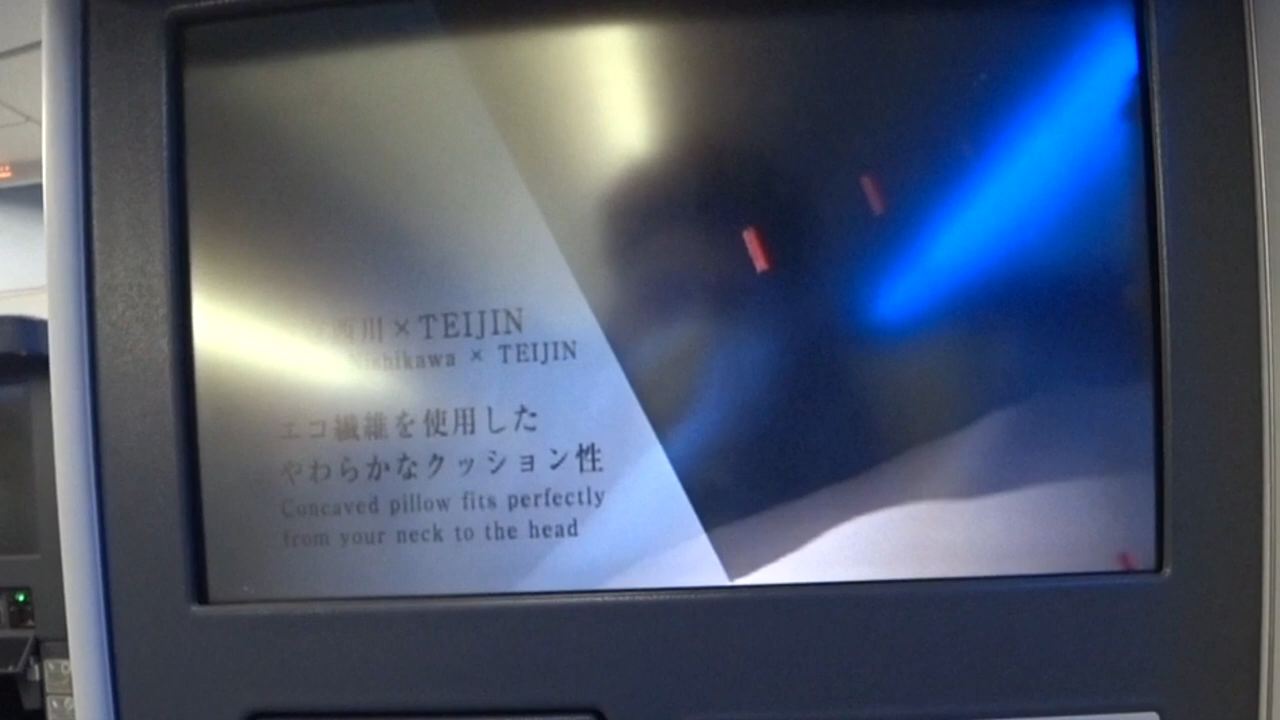 西川×TEIJIN
Nishikawa × TEIJIN
エコ繊維を使用した
やわらかなクッション性
Concaved pillow fits perfectly
from your neck to the head